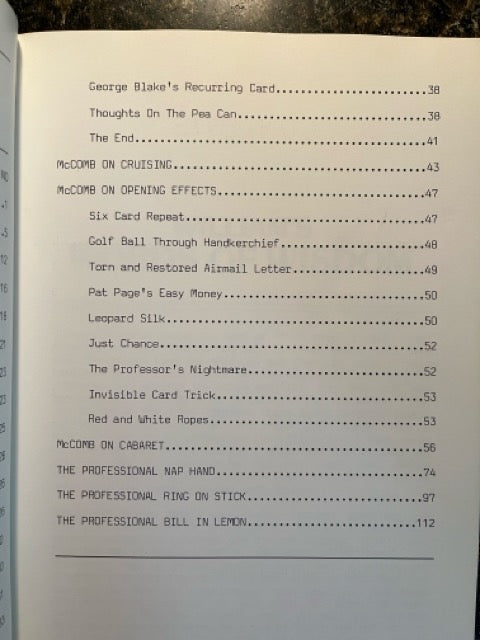 George Blake's Recurring Card........................38
Thoughts On The Pea Can..............................38
The End..............................................41
McCOMB ON CRUISING...................................43
McCOMB ON OPENING EFFECTS............................47
Six Card Repeat......................................47
Golf Ball Through Handkerchief.......................48
Torn and Restored Airmail Letter.....................49
Pat Page's Easy Money................................50
Leopard Silk.........................................50
Just Chance..........................................52
The Professor's Nightmare............................52
Invisible Card Trick.................................53
Red and White Ropes..................................53
McCOMB ON CABARET....................................56
THE PROFESSIONAL NAP HAND............................74
THE PROFESSIONAL RING ON STICK.......................97
THE PROFESSIONAL BILL IN LEMON.......................112